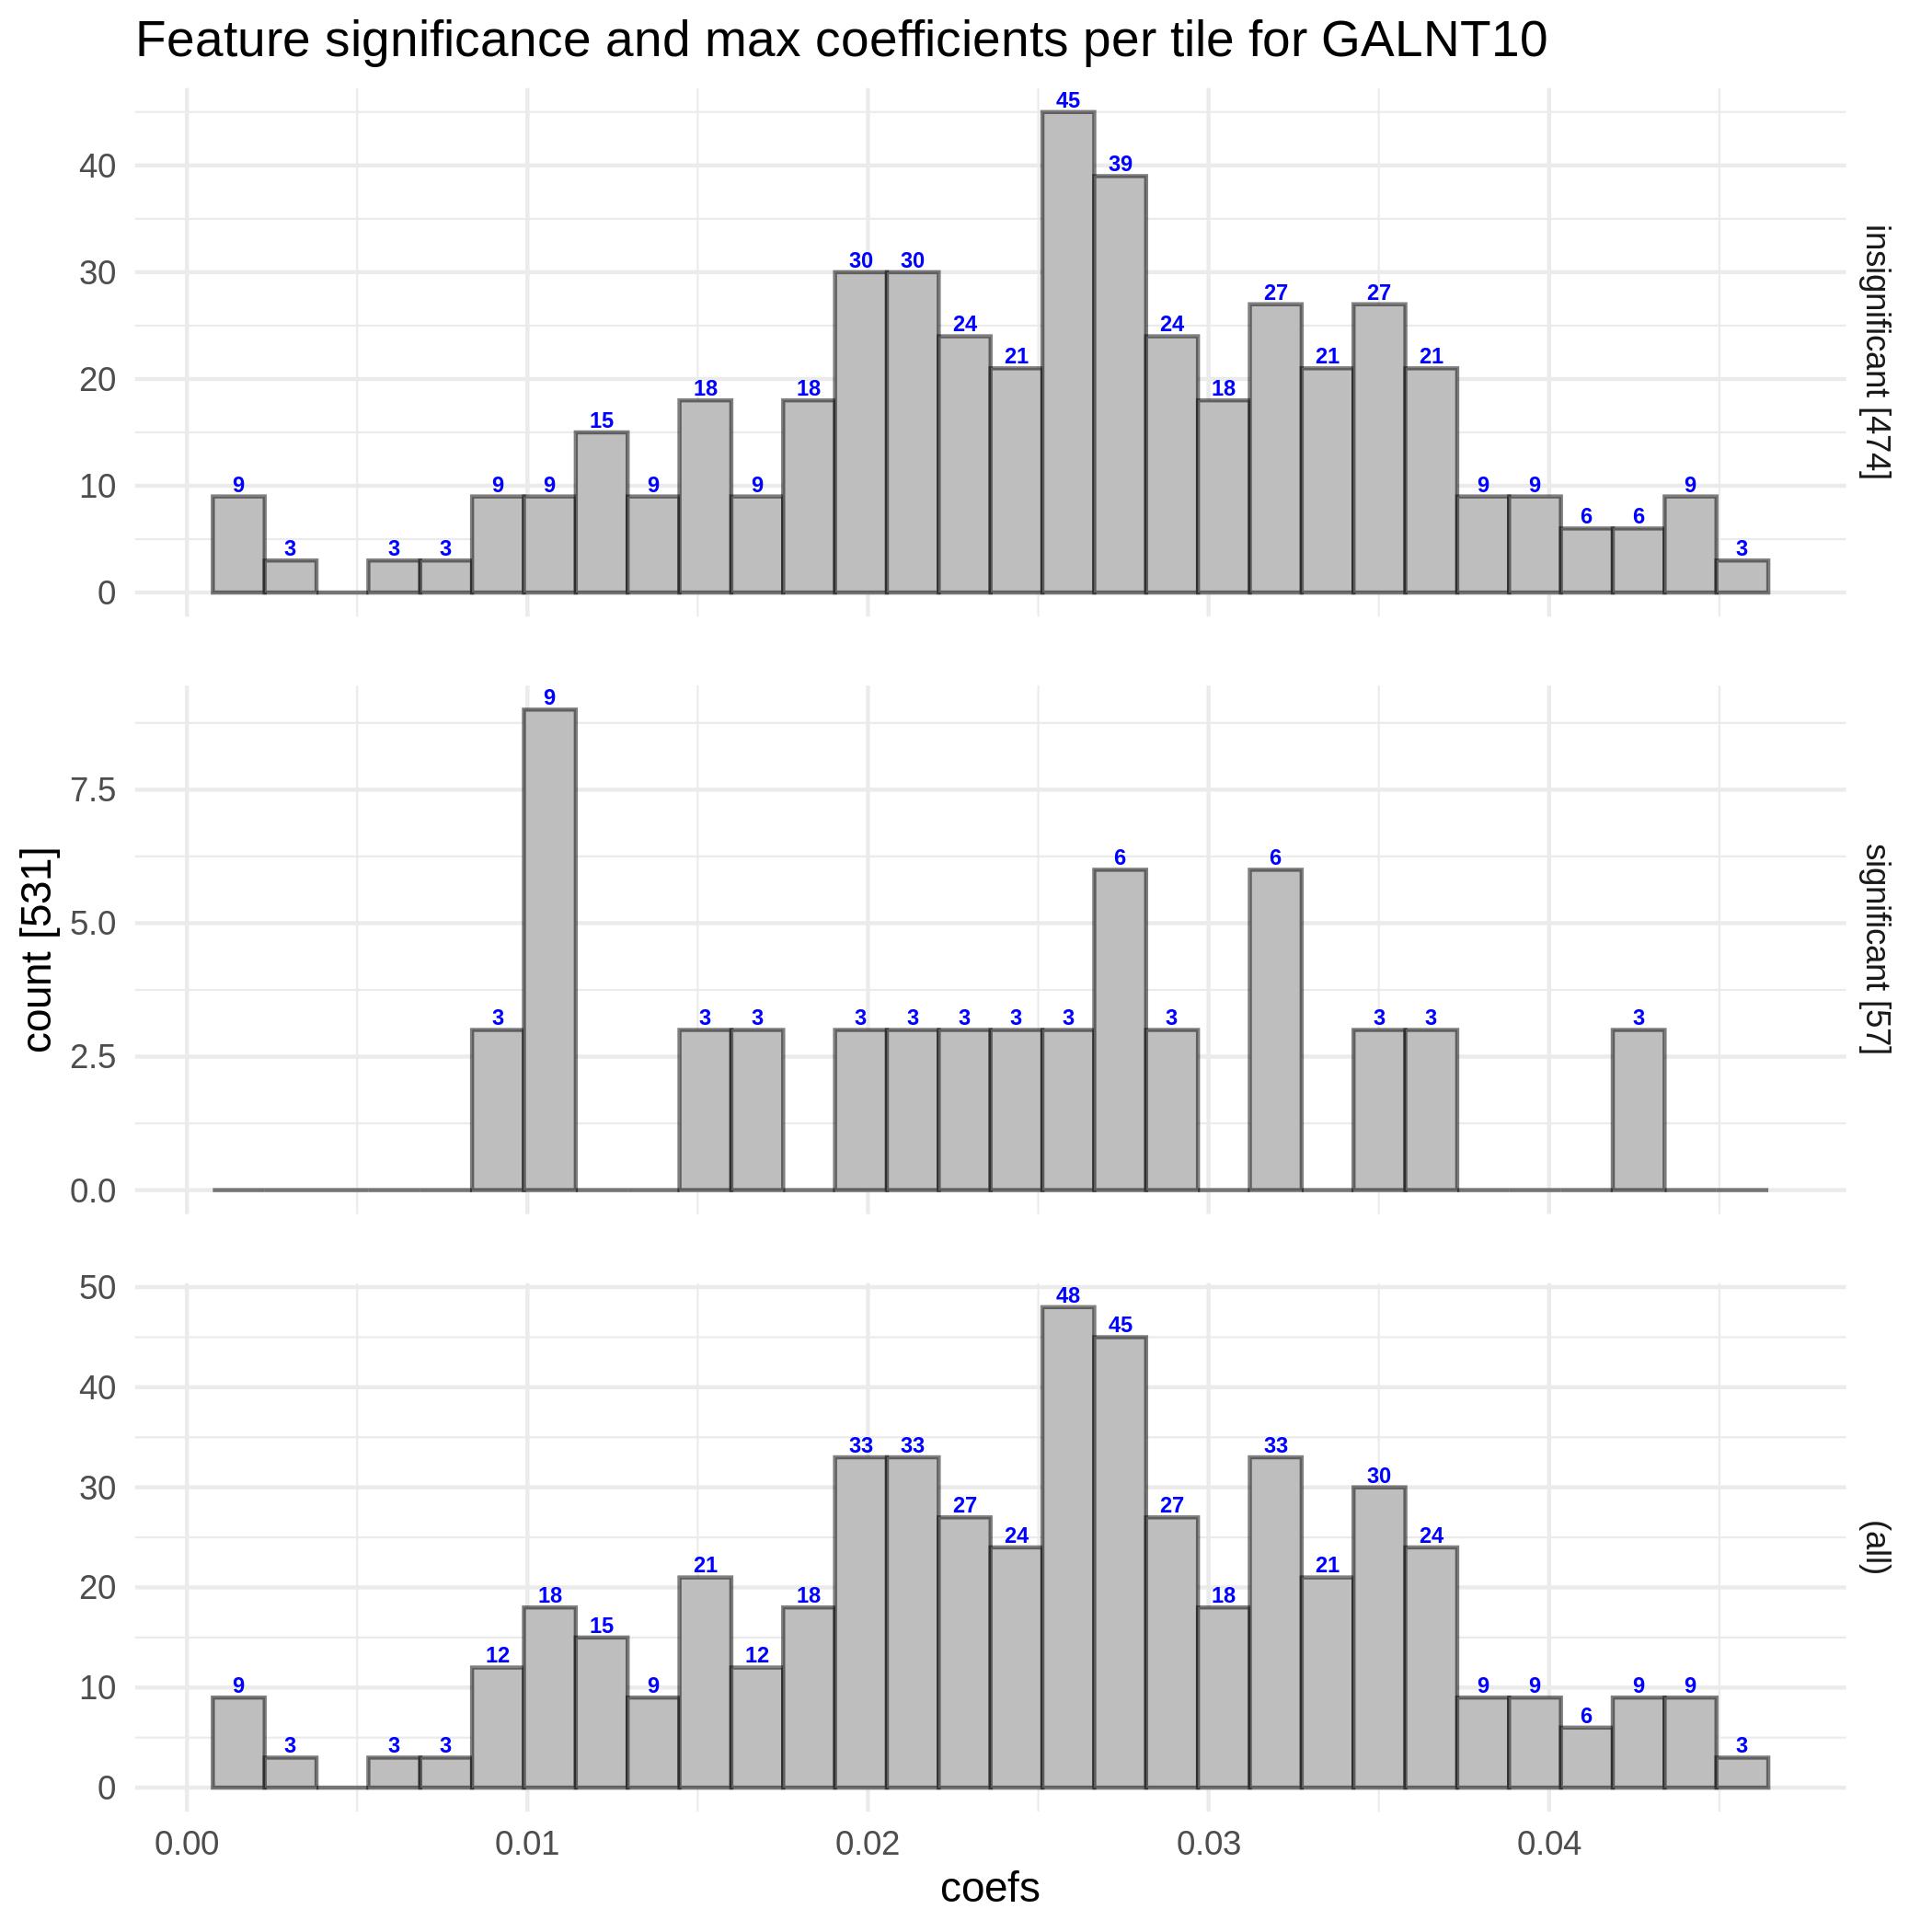 Feature significance and max coefficients per tile for GALNT10
45
40
39
30 30
30
27 27
24 24
21 21 21
20
18 18 18
15
10
9 9 9 9 9 9 9 9
6 6
3 3 3 3
0
insignificant [474]
9
7.5
6 6
5.0
3 3 3 3 3 3 3 3 3 3 3 3
2.5
0.0
significant [57]
count [531]
50
48
45
40
33 33 33
30
30
27 27
24 24
21 21
20
18 18 18
15
12 12
10
9 9 9 9 9 9
6
3 3 3 3
0
(all)
0.00 0.01 0.02 0.03 0.04
coefs